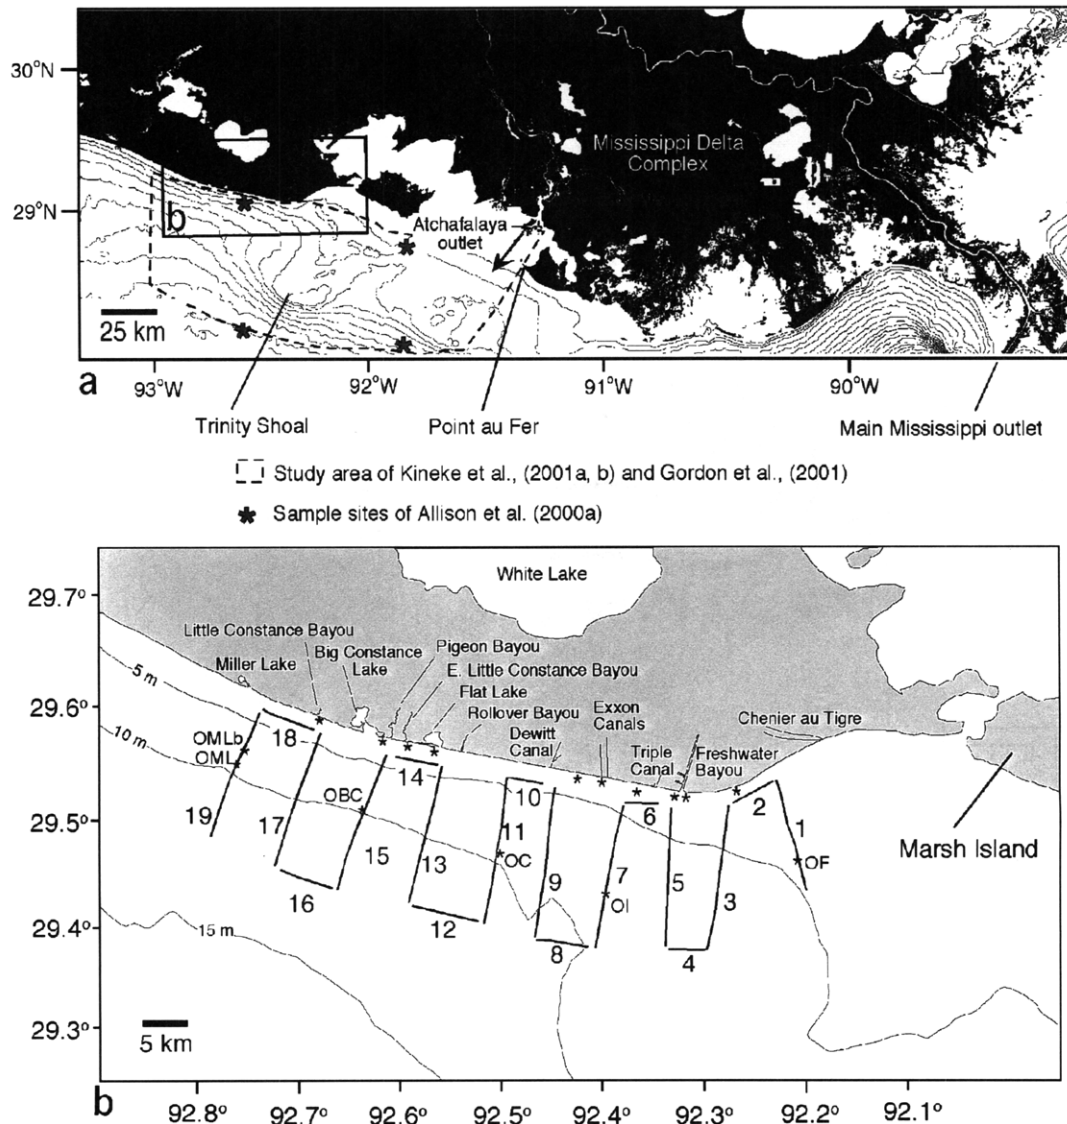 30°N
29°N
Mississippi Delta
Complex
Atchafalaya
outlet
b
25 km
a
93°W
92°W
91°W
90°W
Trinity Shoal
Point au Fer
Main Mississippi outlet
Study area of Kineke et al., (2001a, b) and Gordon et al., (2001)
* Sample sites of Allison et al. (2000a)
White Lake
29.7°
Little Constance Bayou
Big Constance
Lake
Pigeon Bayou
Miller Lake
E. Little Constance Bayou
Flat Lake
5 m
29.6°
Rollover Bayou
Exxon
Canals
Chenier au Tigre
Dewitt
Canal
Triple
Canal
Freshwater
Bayou
10 m
OMLb
OML
18
14
10
6
2
1
OBC
29.5°
19
17
15
13
11
OC
9
7
OI
5
3
OF
Marsh Island
16
12
8
4
29.4°
15 m
29.3°
5 km
b
92.8°
92.7°
92.6°
92.5°
92.4°
92.3°
92.2°
92.1°